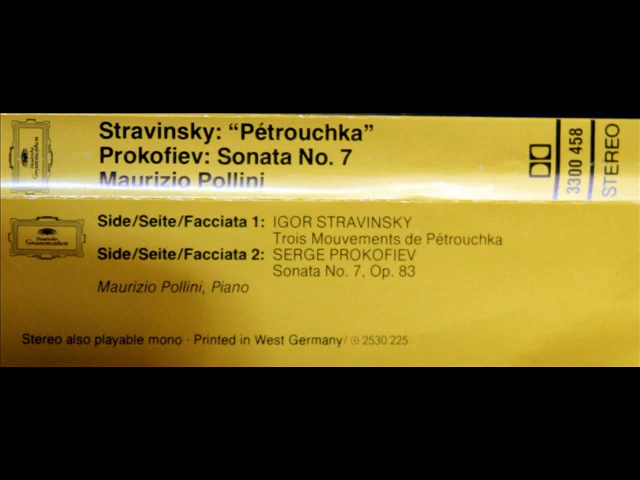 Stravinsky: “Pétrouchka”
Prokofiev: Sonata No. 7
Maurizio Pollini
3300 458
STEREO
Deutsche Grammophon
Side/Seite/Facciata 1: IGOR STRAVINSKY
Trois Mouvements de Pétrouchka
Side/Seite/Facciata 2: SERGE PROKOFIEV
Sonata No. 7, Op. 83
Maurizio Pollini, Piano
Stereo also playable mono · Printed in West Germany/ 2530 225